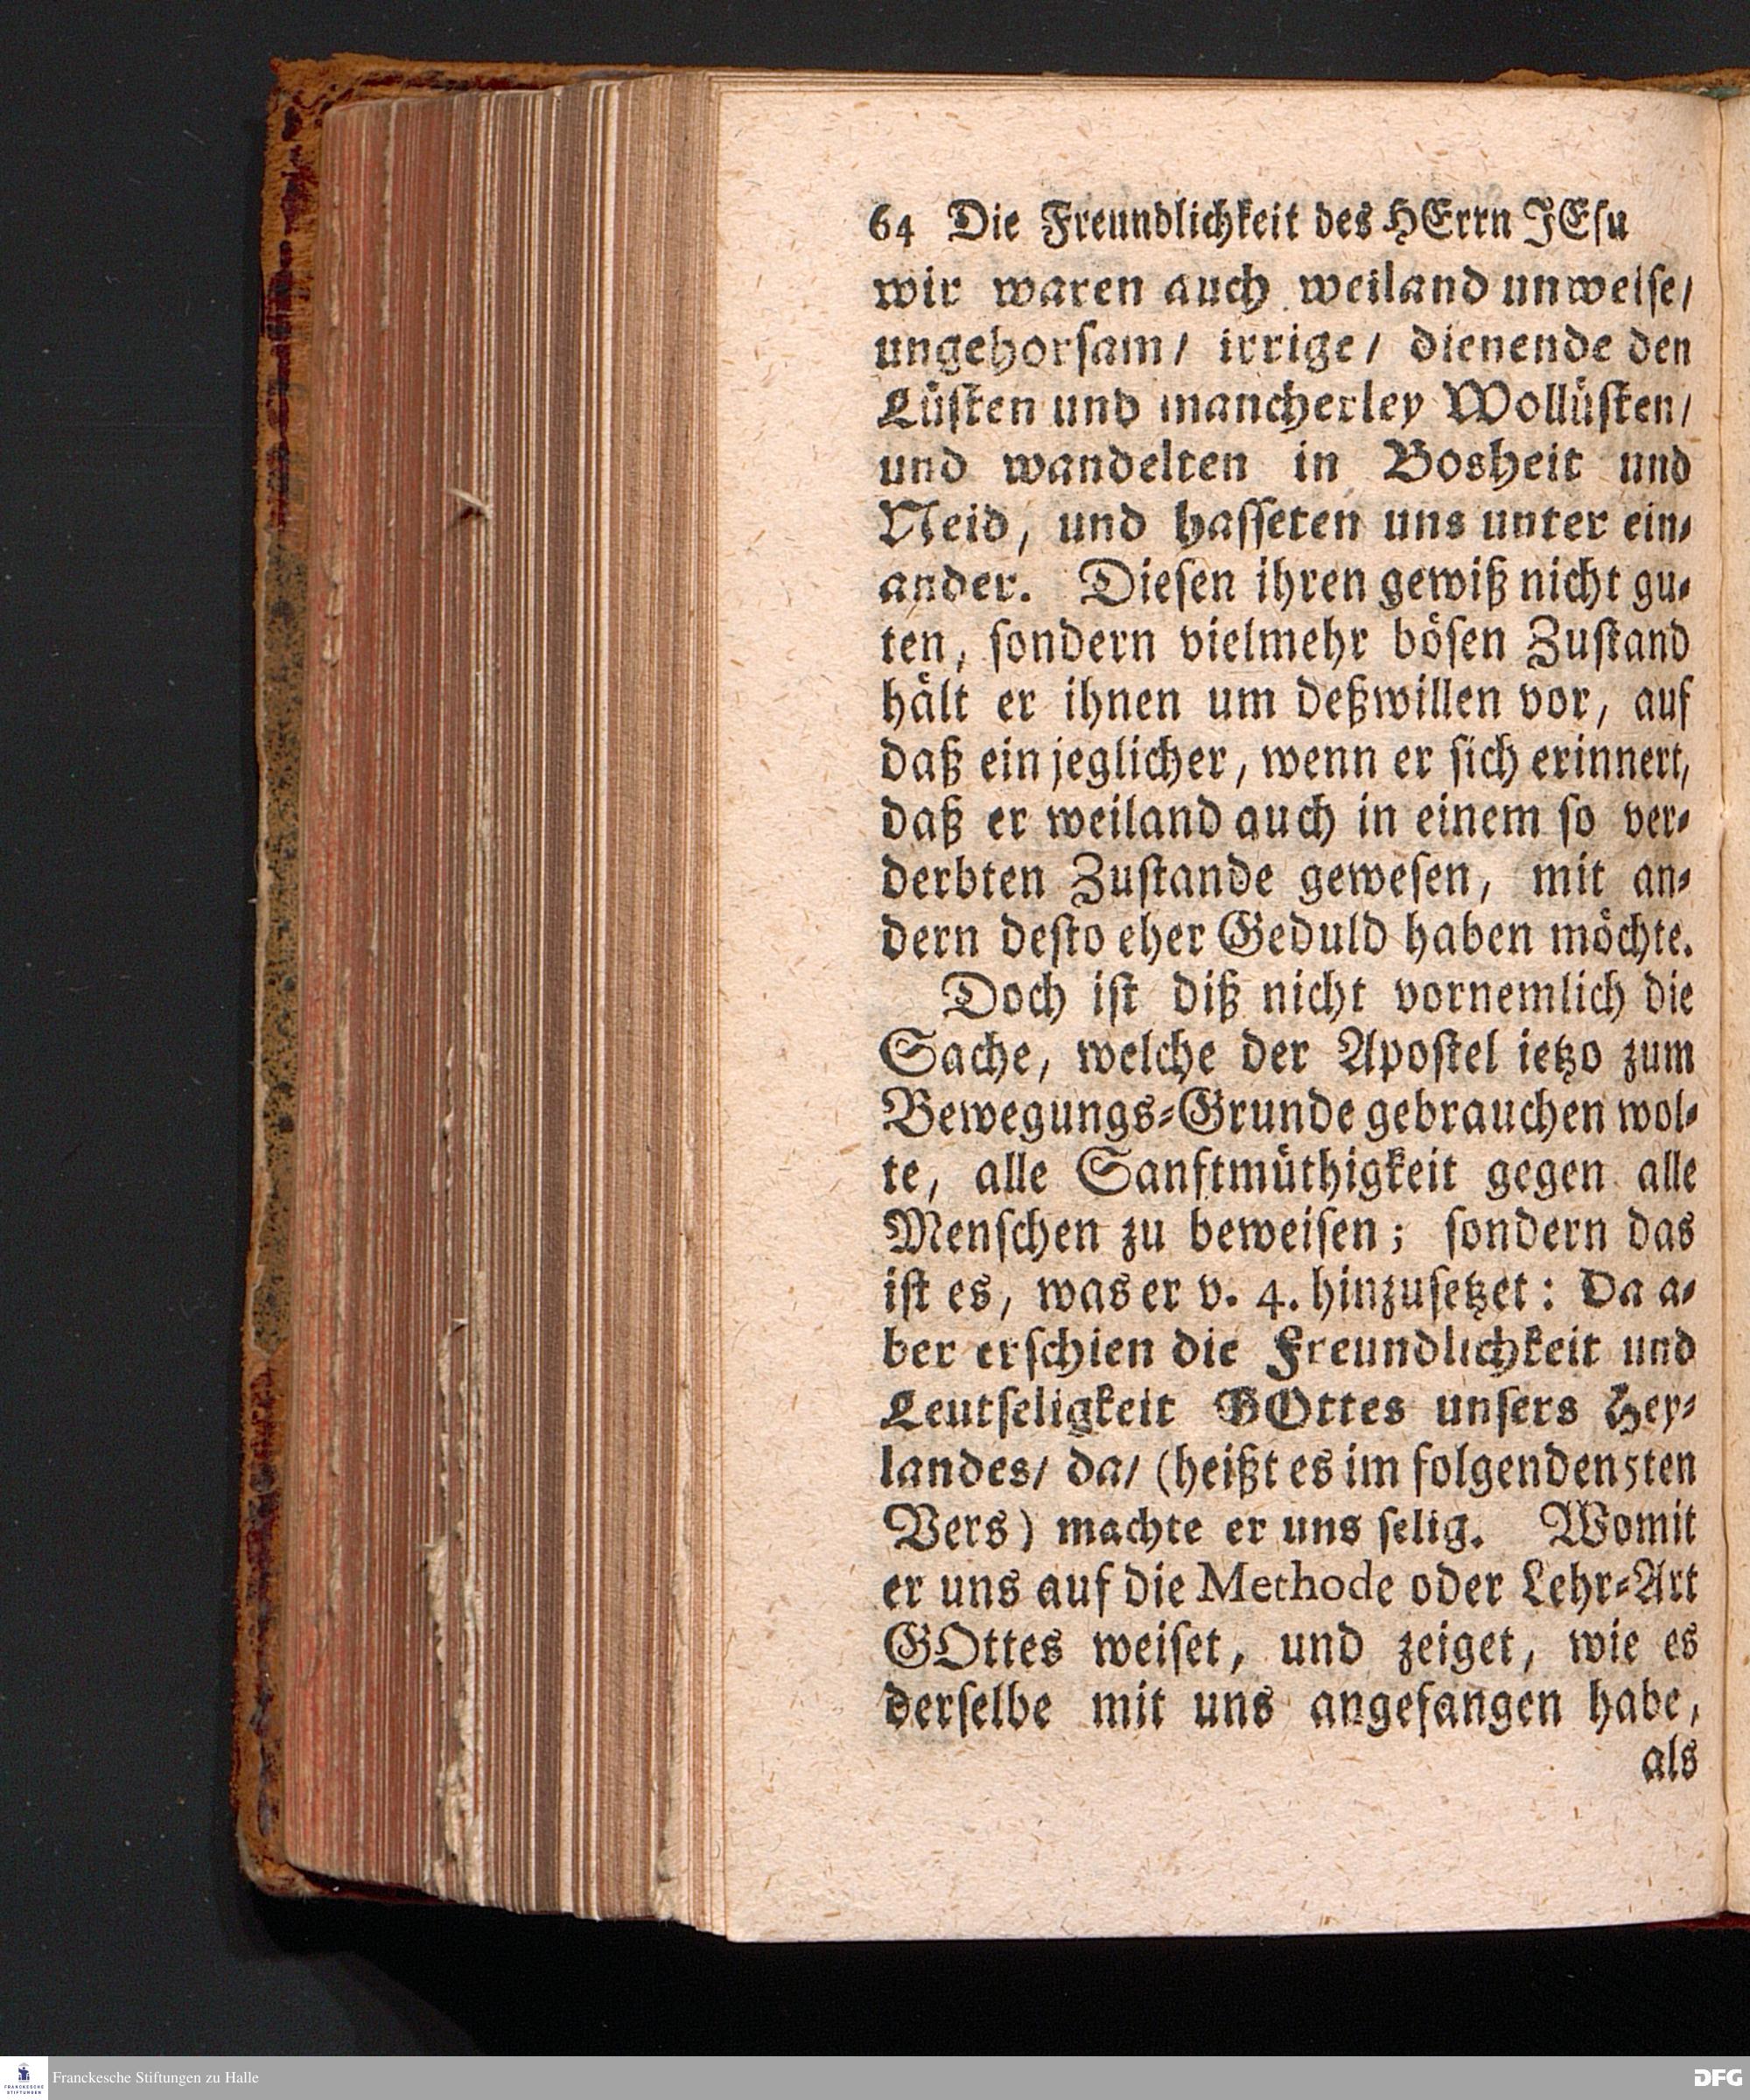 64 Die Freundlichkeit des HErrn JEſu
wir waren auch weiland unweiſe/
ungehorſam/ irrige/ dienende den
Lüſten und mancherley Wollüſten/
und wandelten in Bosheit und
Neid, und haſſeten uns unter ein-
ander. Dieſen ihren gewiß nicht gu-
ten, ſondern vielmehr böſen Zuſtand
hält er ihnen um deßwillen vor, auf
daß ein jeglicher, wenn er ſich erinnert,
daß er weiland auch in einem ſo ver-
derbten Zuſtande geweſen, mit an-
dern deſto eher Geduld haben möchte.
Doch iſt diß nicht vornemlich die
Sache, welche der Apoſtel ietzo zum
Bewegungs-Grunde gebrauchen wol-
te, alle Sanftmüthigkeit gegen alle
Menſchen zu beweiſen; ſondern das
iſt es, was er v. 4. hinzuſetzet: Da a-
ber erſchien die Freundlichkeit und
Leutſeligkeit GOttes unſers Hey-
landes/ da/ (heißt es im folgenden 5ten
Vers) machte er uns ſelig. Womit
er uns auf die Methode oder Lehr-Art
GOttes weiſet, und zeiget, wie es
derſelbe mit uns angefangen habe,
als
FRANCKESCHE
STIFTUNGEN
Franckesche Stiftungen zu Halle
DFG